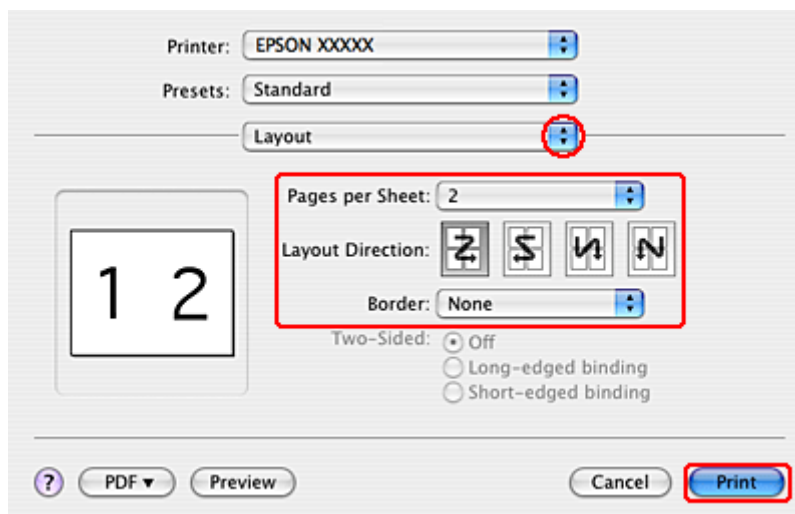 Printer: EPSON XXXXX
Presets: Standard
Layout
Pages per Sheet: 2
Layout Direction:
Border: None
Two-Sided: Off
Long-edged binding
Short-edged binding
1 2
? PDF Preview Cancel Print